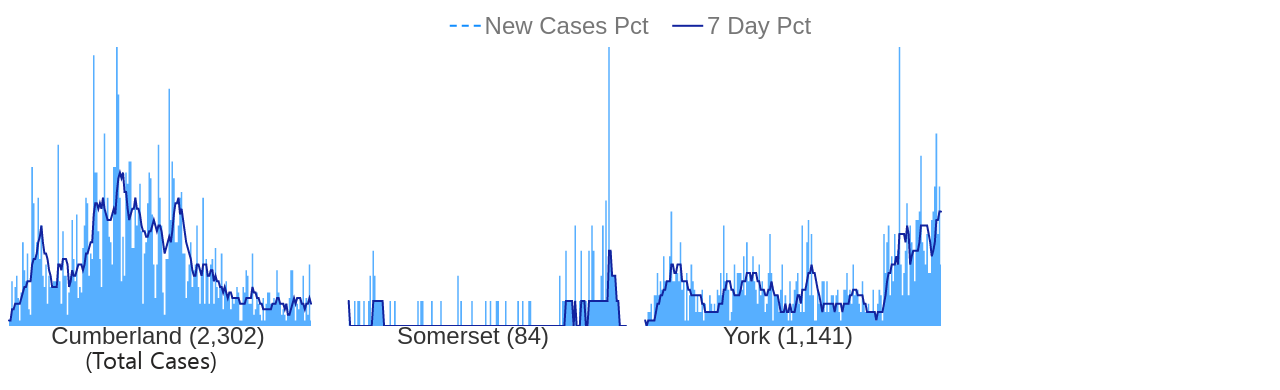 New Cases Pct 7 Day Pct
Cumberland (2,302) Somerset (84) York (1,141)
(Total Cases)